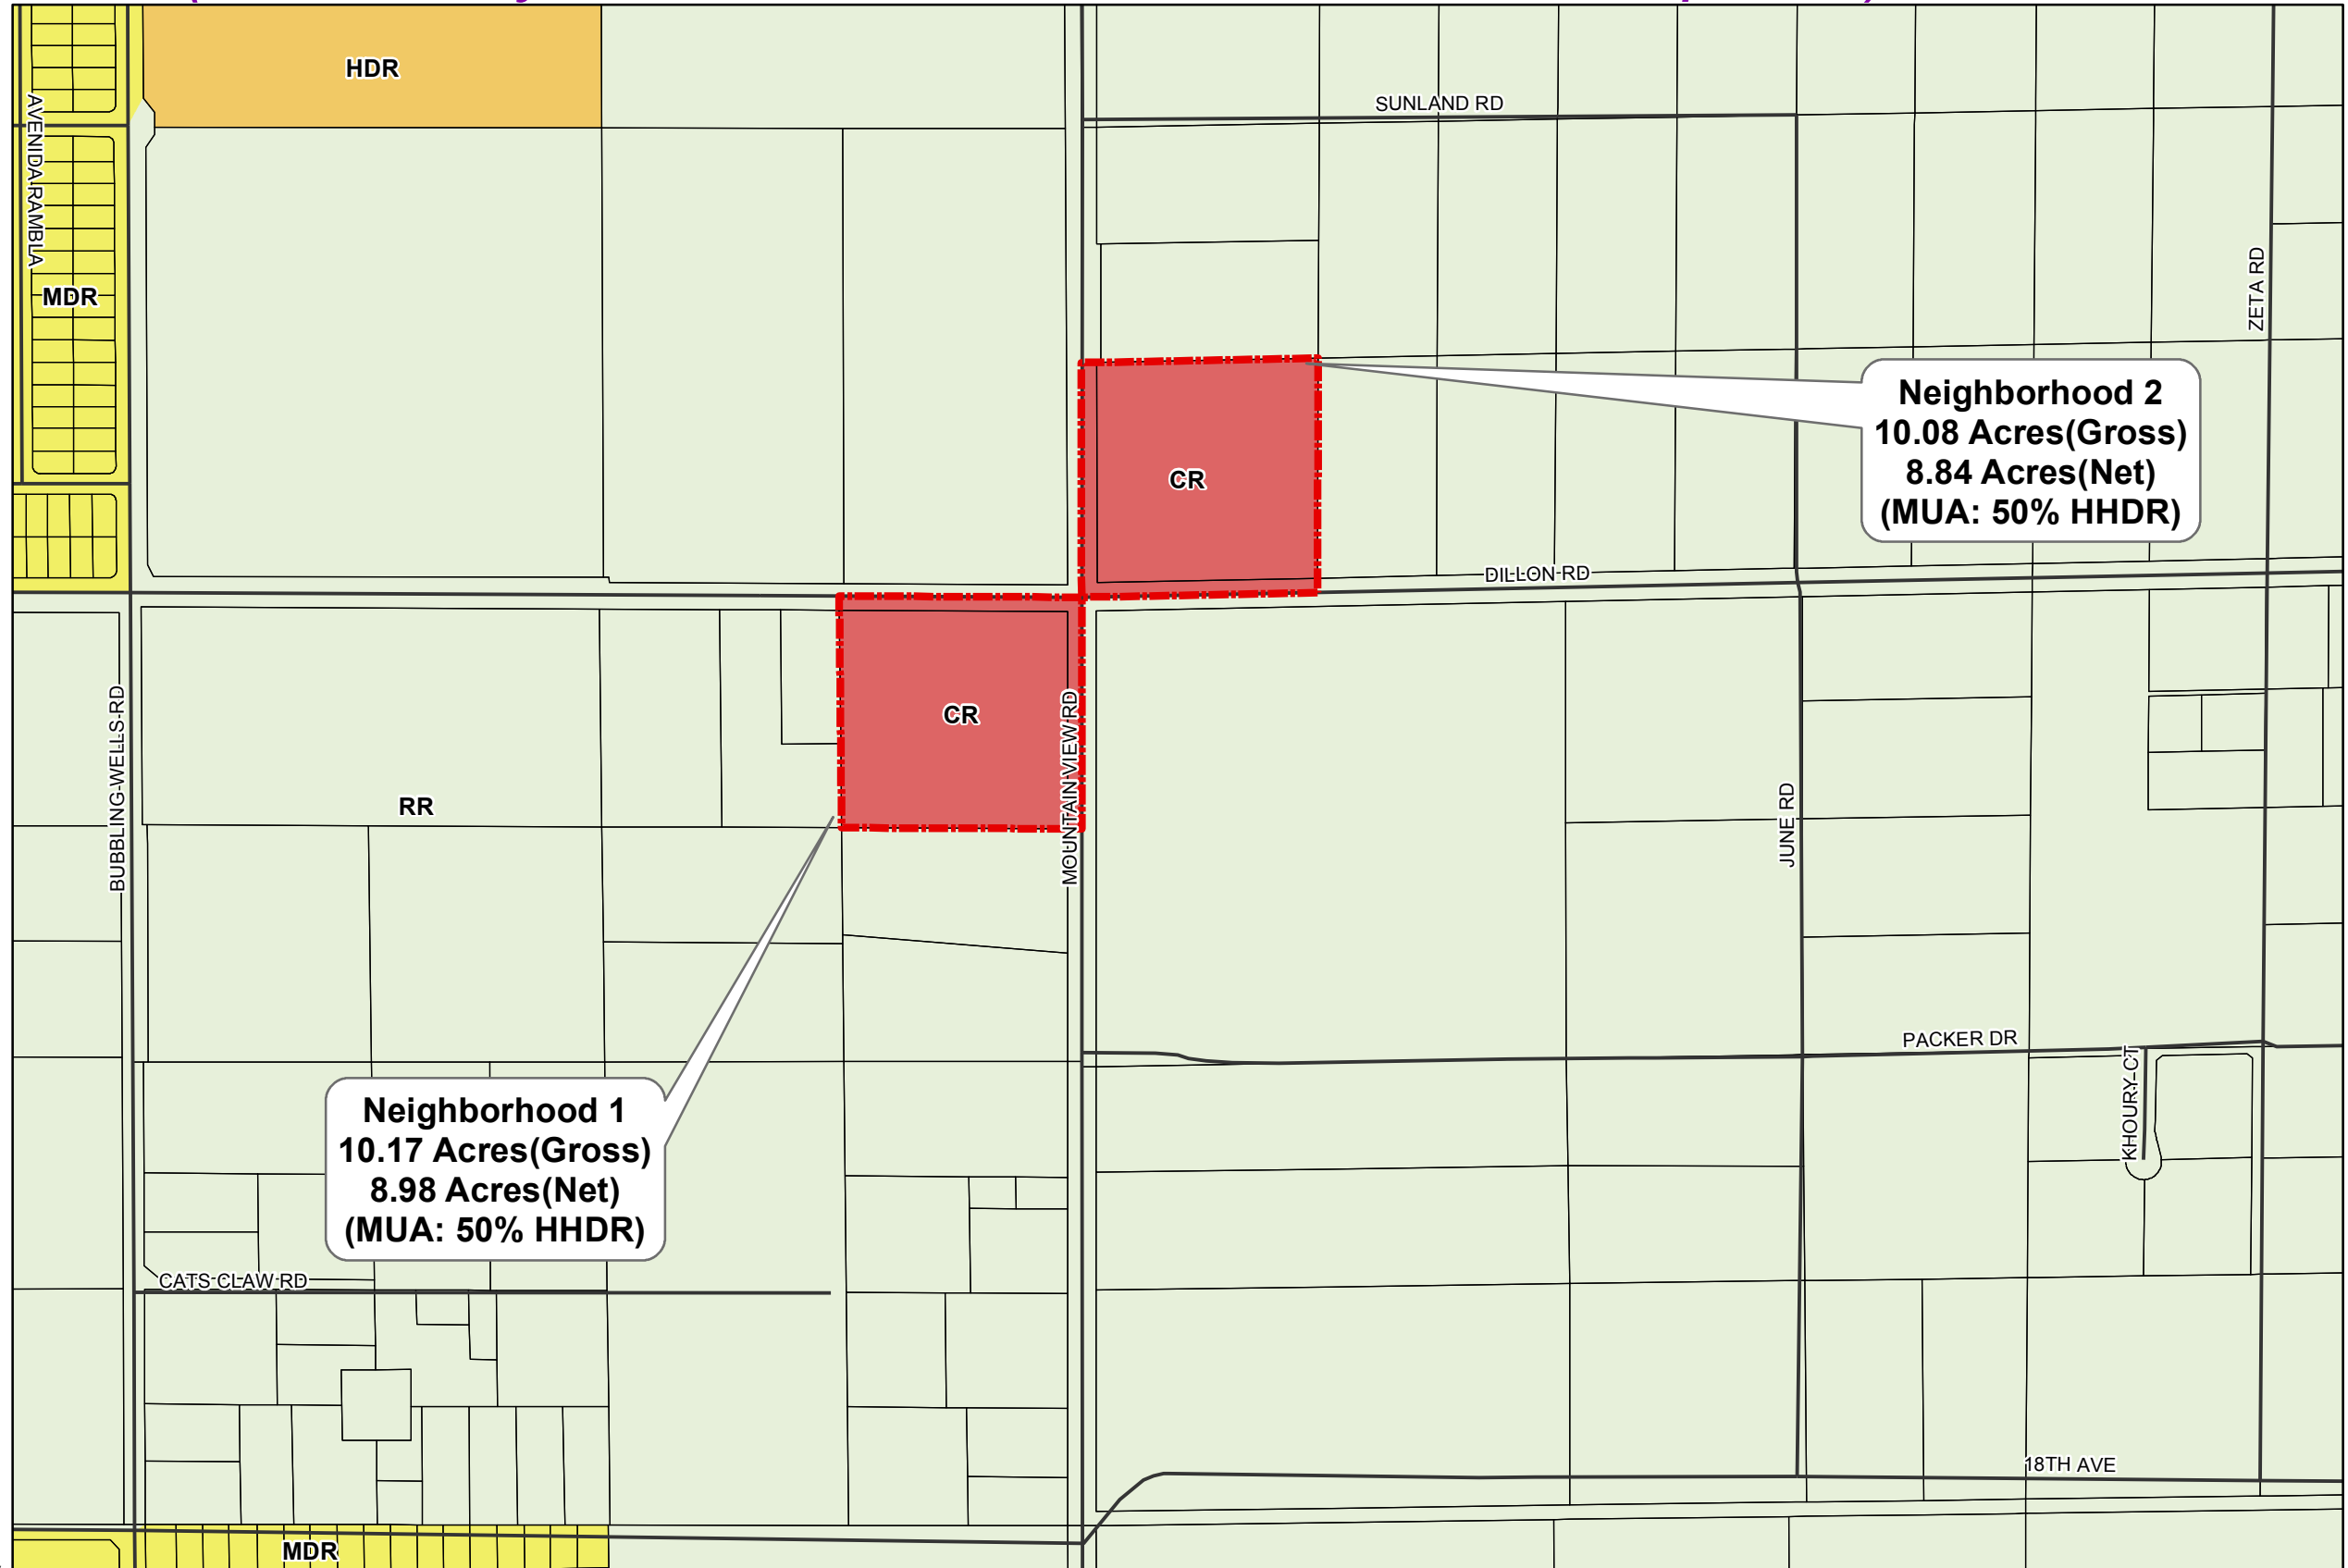 HDR
SUNLAND RD
AVENIDA RAMBLA
MDR
ZETA RD
Neighborhood 2
10.08 Acres(Gross)
8.84 Acres(Net)
(MUA: 50% HHDR)
CR
DILLON RD
CR
MOUNTAIN VIEW RD
BUBBLING WELLS RD
RR
JUNE RD
PACKER DR
KHOURY CT
Neighborhood 1
10.17 Acres(Gross)
8.98 Acres(Net)
(MUA: 50% HHDR)
CATS CLAW RD
18TH AVE
MDR